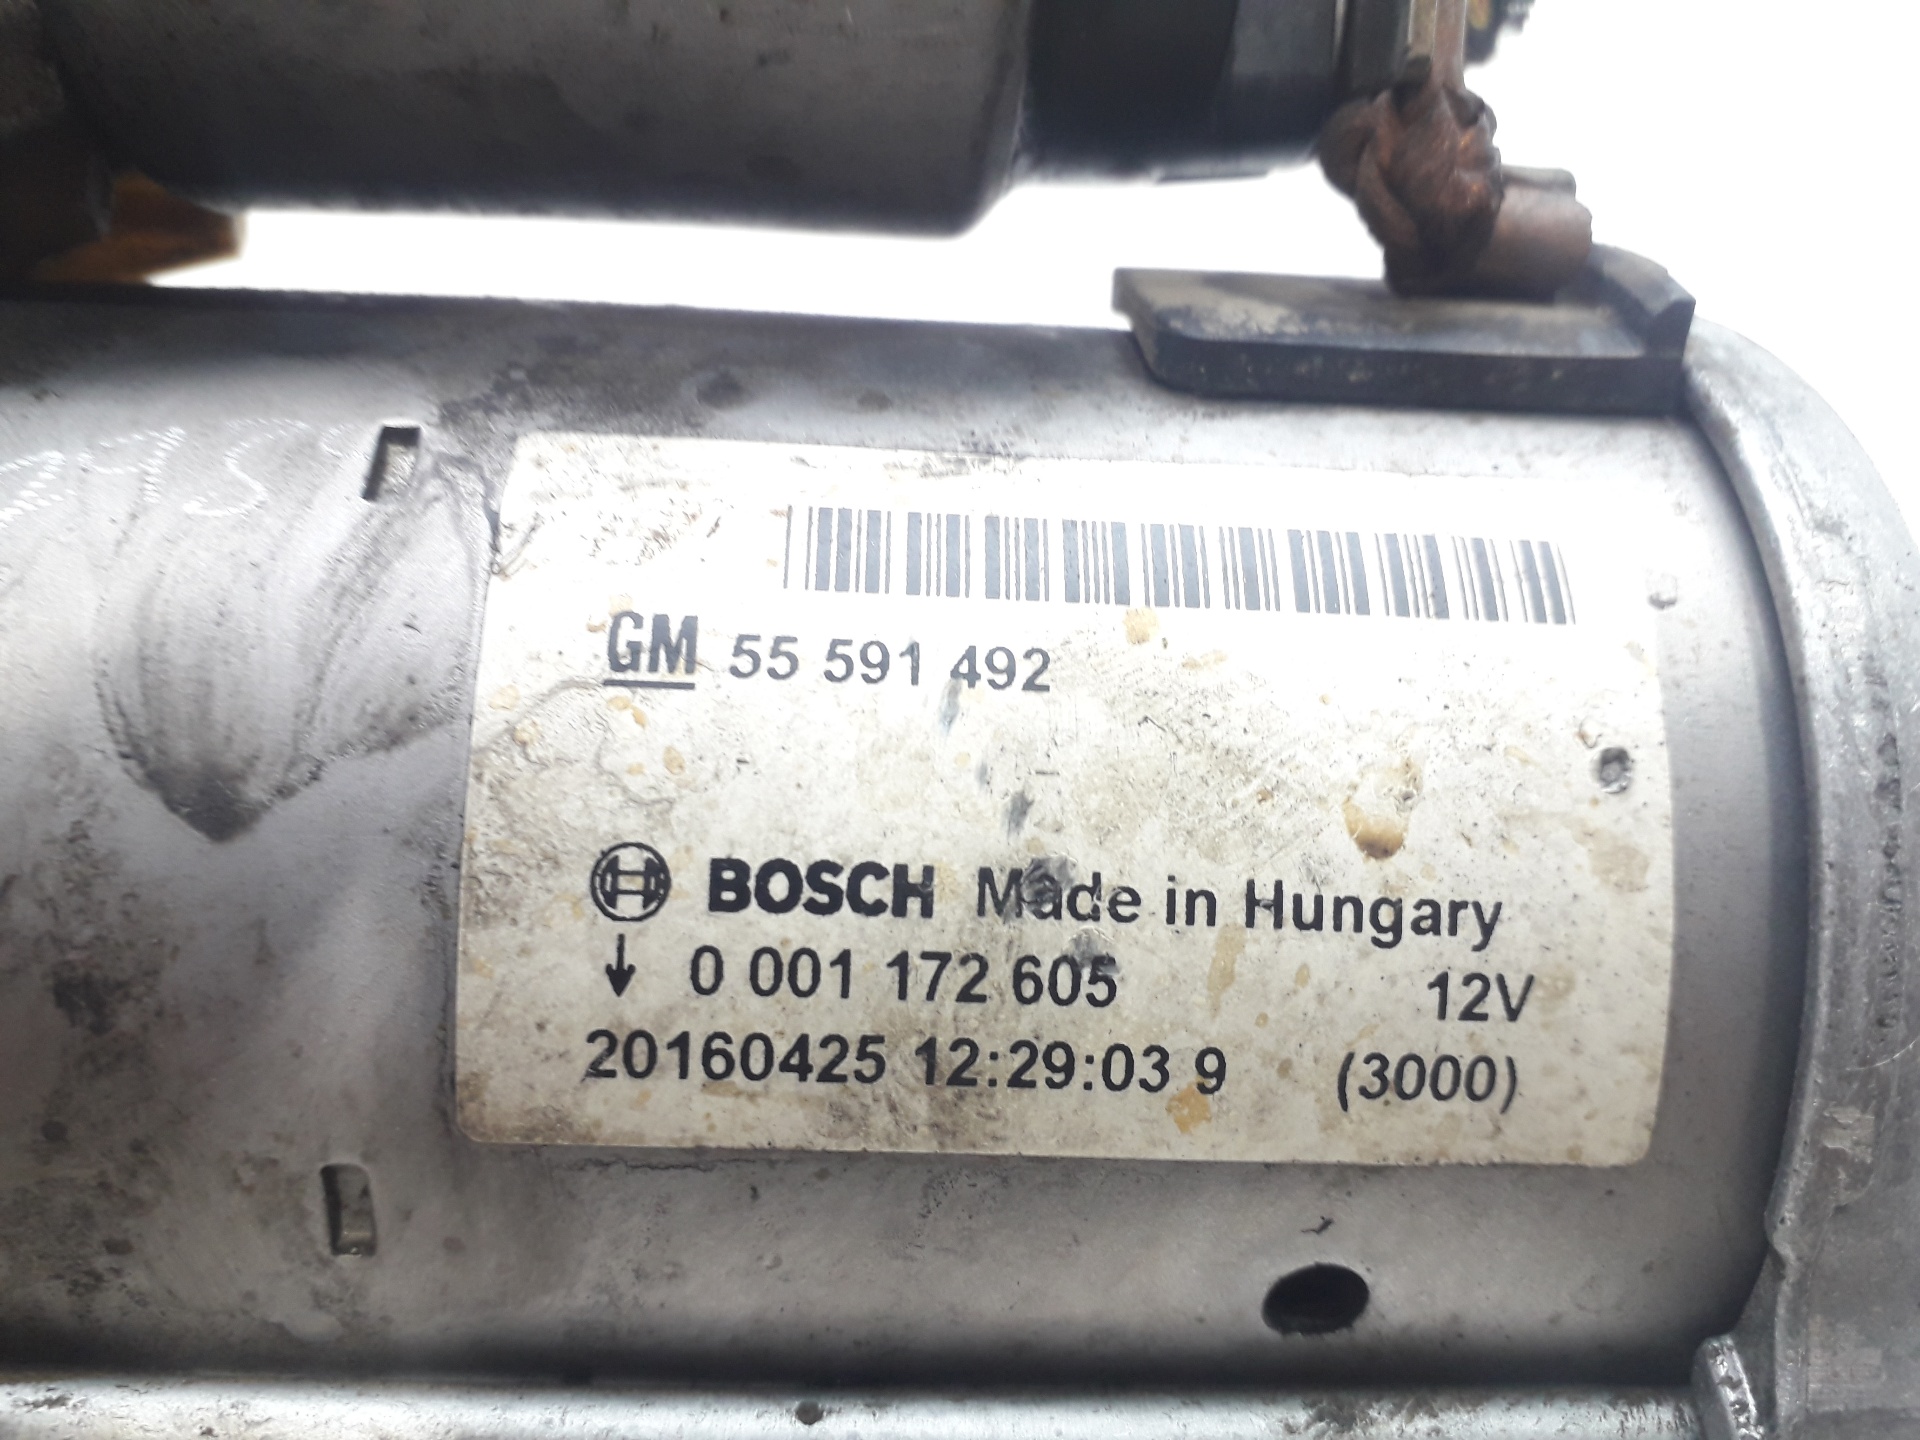 GM 55 591 492
BOSCH Made in Hungary
↓ 0 001 172 605 12V
20160425 12:29:03 9 (3000)